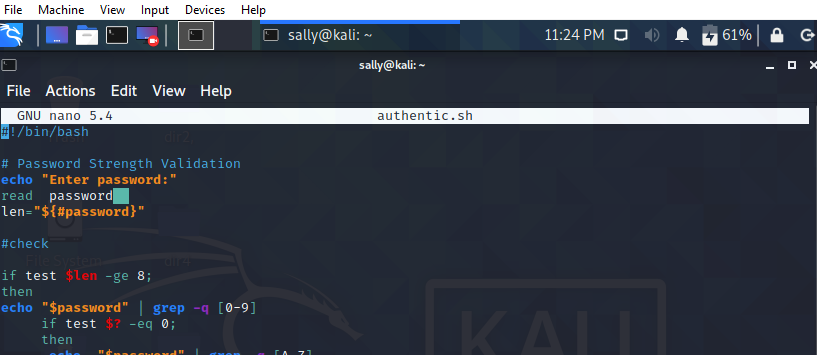 File Machine View Input Devices Help
sally@kali: ~ 11:24 PM 61%
sally@kali: ~
File Actions Edit View Help
GNU nano 5.4 authentic.sh
#!/bin/bash
# Password Strength Validation
echo "Enter password:"
read  password
len="${#password}"
#check
if test $len -ge 8;
then
echo "$password" | grep -q [0-9]
if test $? -eq 0;
then
echo "$password" | grep -q [A-Z]
KALI